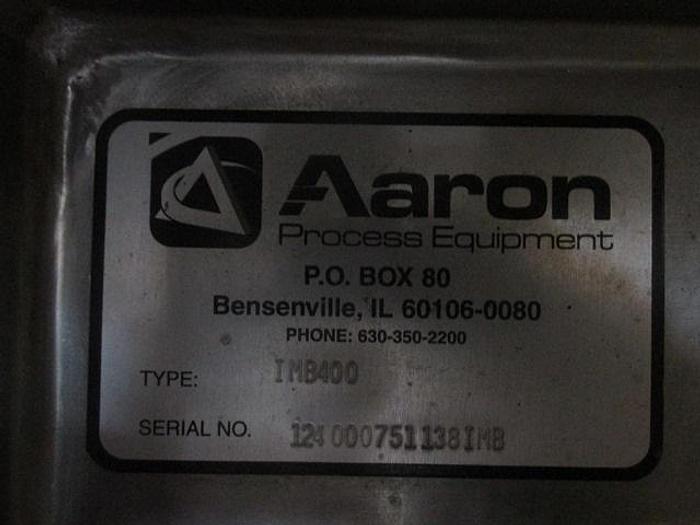 Aaron
Process Equipment
P.O. BOX 80
Bensenville, IL 60106-0080
PHONE: 630-350-2200
TYPE: IMB400
SERIAL NO. 124000751138IMB